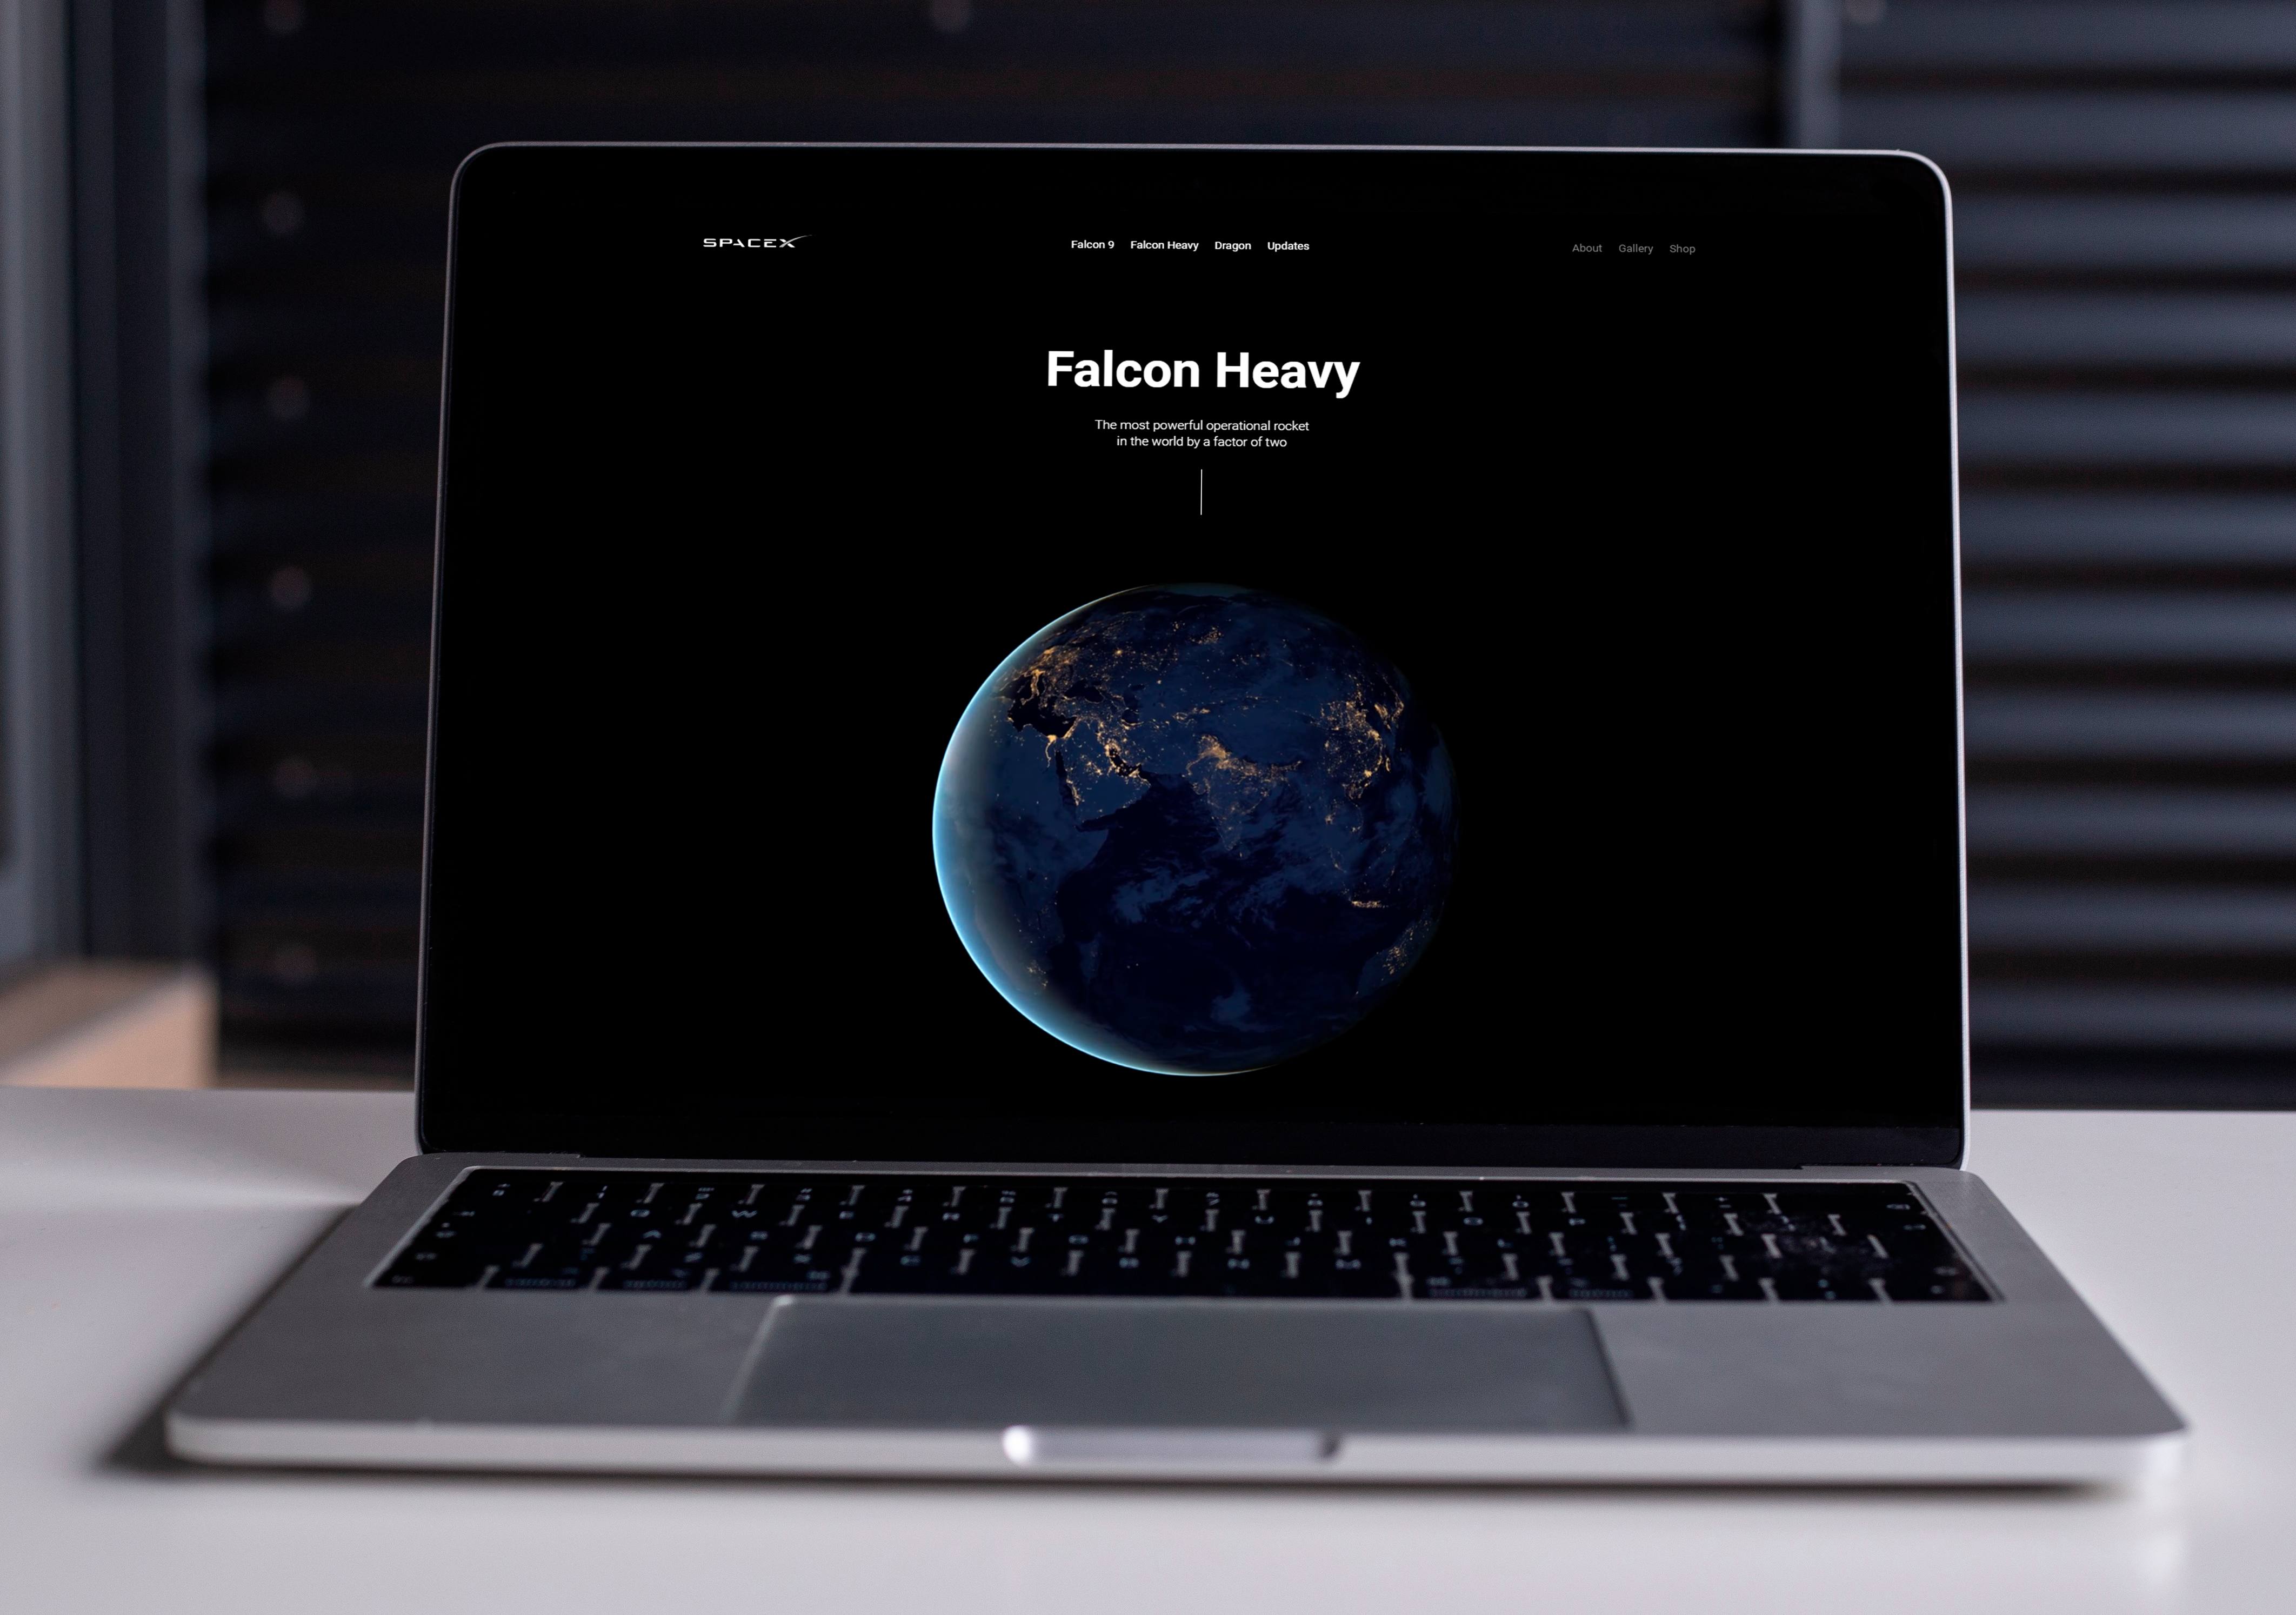 SPACEX
Falcon 9 Falcon Heavy Dragon Updates
About Gallery Shop
Falcon Heavy
The most powerful operational rocket
in the world by a factor of two